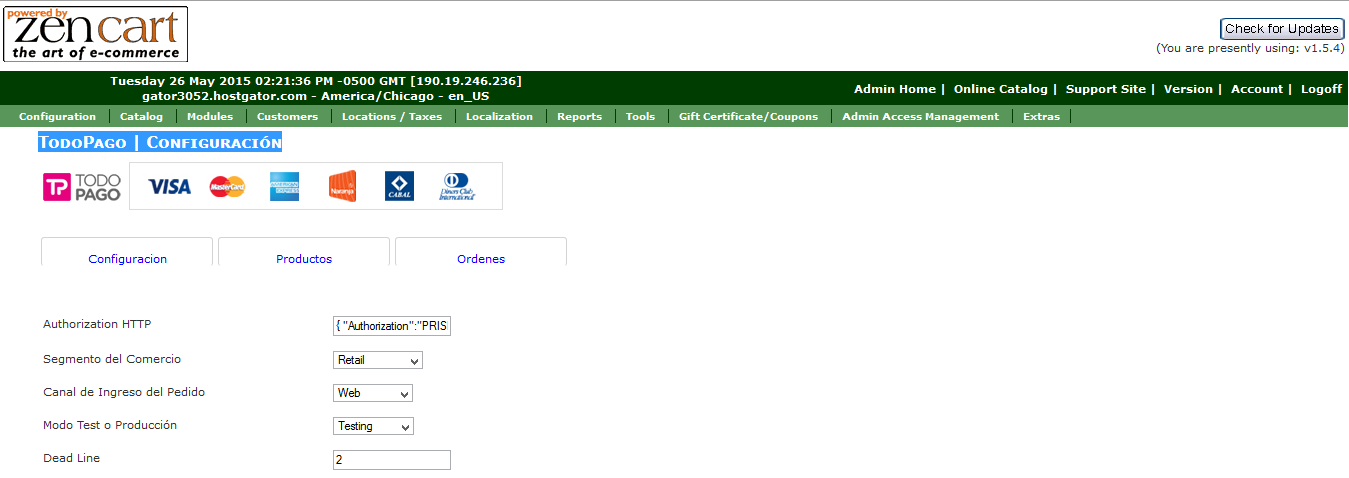 powered by
zen cart
the art of e-commerce
Check for Updates
(You are presently using: v1.5.4)
Tuesday 26 May 2015 02:21:36 PM -0500 GMT [190.19.246.236]
gator3052.hostgator.com - America/Chicago - en_US
Admin Home | Online Catalog | Support Site | Version | Account | Logoff
Configuration Catalog Modules Customers Locations / Taxes Localization Reports Tools Gift Certificate/Coupons Admin Access Management Extras
TodoPago | Configuración
TP TODO PAGO VISA MasterCard AMERICAN EXPRESS Naranja CABAL Diners Club International
Configuracion Productos Ordenes
Authorization HTTP { "Authorization":"PRIS
Segmento del Comercio Retail
Canal de Ingreso del Pedido Web
Modo Test o Producción Testing
Dead Line 2